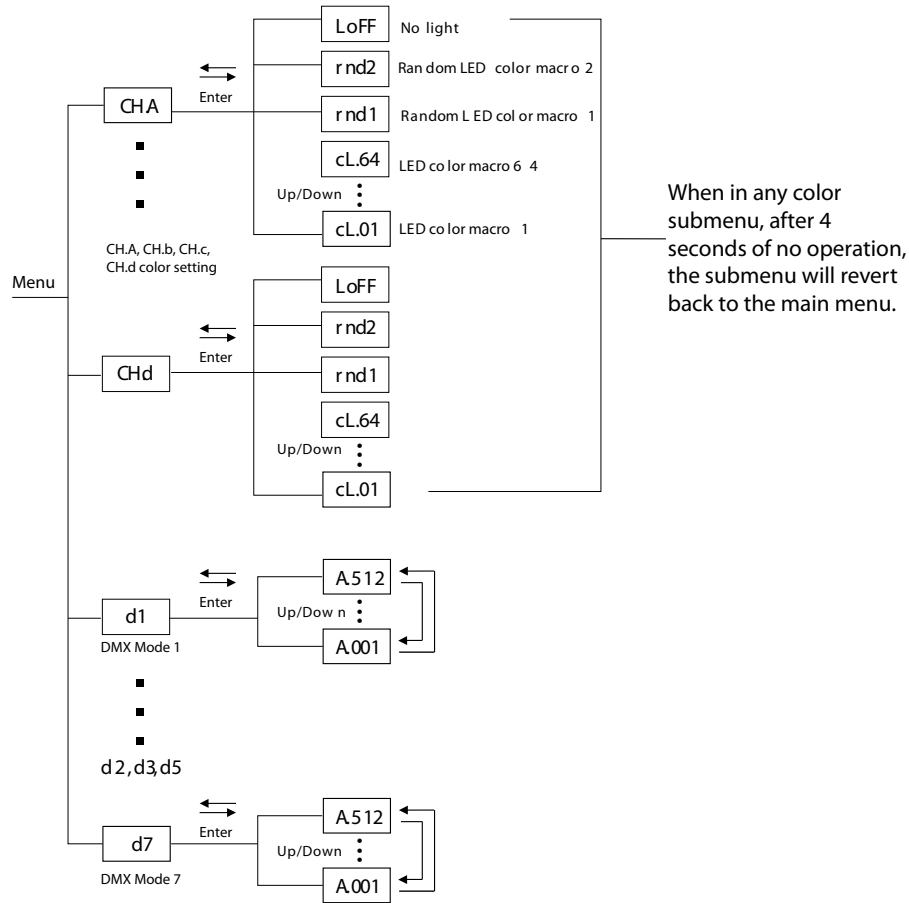 LoFF No light
rnd2 Random LED color macro 2
Enter
CH.A
rnd1 Random LED color macro 1
cL.64 LED color macro 64
Up/Down
cL.01 LED color macro 1
CH.A, CH.b, CH.c,
CH.d color setting
When in any color
submenu, after 4
seconds of no operation,
the submenu will revert
back to the main menu.
Menu
LoFF
rnd2
Enter
CHd
rnd1
cL.64
Up/Down
cL.01
A.512
Enter
d1
Up/Down
DMX Mode 1
A.001
d2,d3,d5
A.512
Enter
d7
Up/Down
DMX Mode 7
A.001